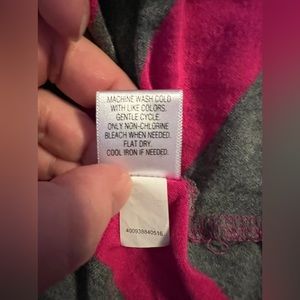 MACHINE WASH COLD
WITH LIKE COLORS.
GENTLE CYCLE.
ONLY NON-CHLORINE
BLEACH WHEN NEEDED.
FLAT DRY.
COOL IRON IF NEEDED.
400938840516